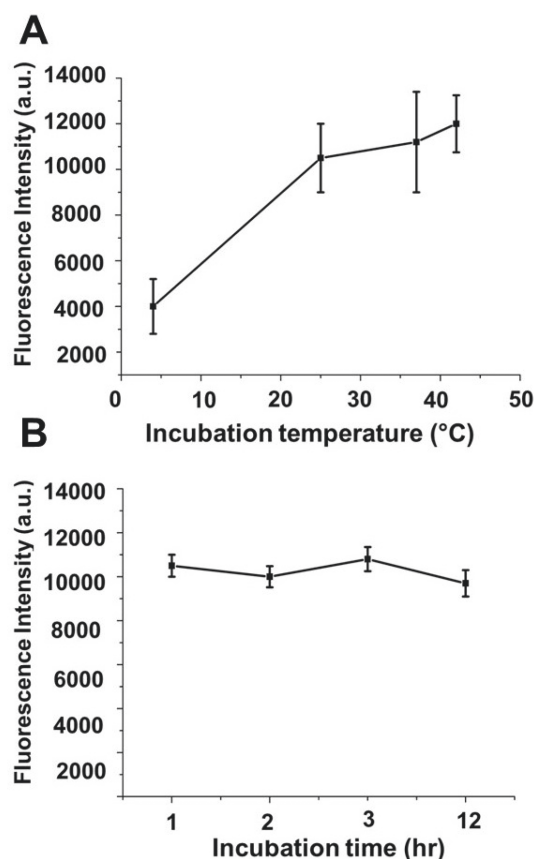 A
Fluorescence Intensity (a.u.)
14000
12000
10000
8000
6000
4000
2000
0 10 20 30 40 50
Incubation temperature (°C)
B
Fluorescence Intensity (a.u.)
14000
12000
10000
8000
6000
4000
2000
1 2 3 12
Incubation time (hr)